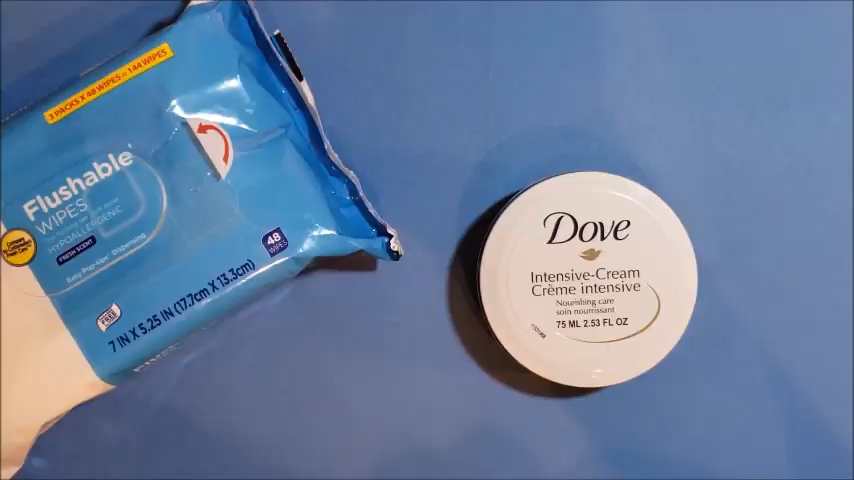 3 PACKS X 48 WIPES = 144 WIPES
Flushable
WIPES
HYPOALLERGENIC
FRESH SCENT
Easy Pop-Ups Dispensing
48
WIPES
FREE
7 IN X 5.25 IN (17.7cm X 13.3cm)
Dove
Intensive-Cream
Crème intensive
Nourishing care
soin nourrissant
75 ML 2.53 FL OZ